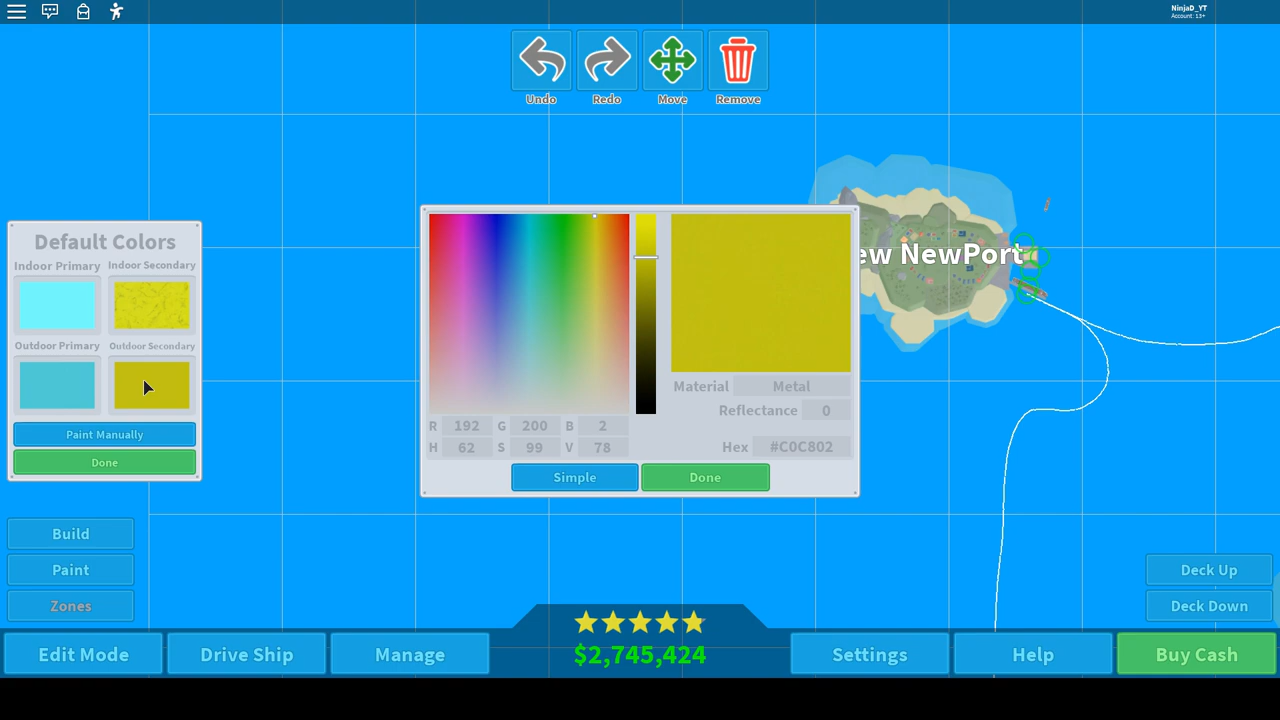 NinjaD_YT
Account: 13+
Undo
Redo
Move
Remove
ew NewPort
Default Colors
Indoor Primary
Indoor Secondary
Outdoor Primary
Outdoor Secondary
Paint Manually
Done
Material Metal
Reflectance 0
R 192 G 200 B 2
H 62 S 99 V 78
Hex #C0C802
Simple
Done
Build
Paint
Zones
Deck Up
Deck Down
Edit Mode
Drive Ship
Manage
$2,745,424
Settings
Help
Buy Cash